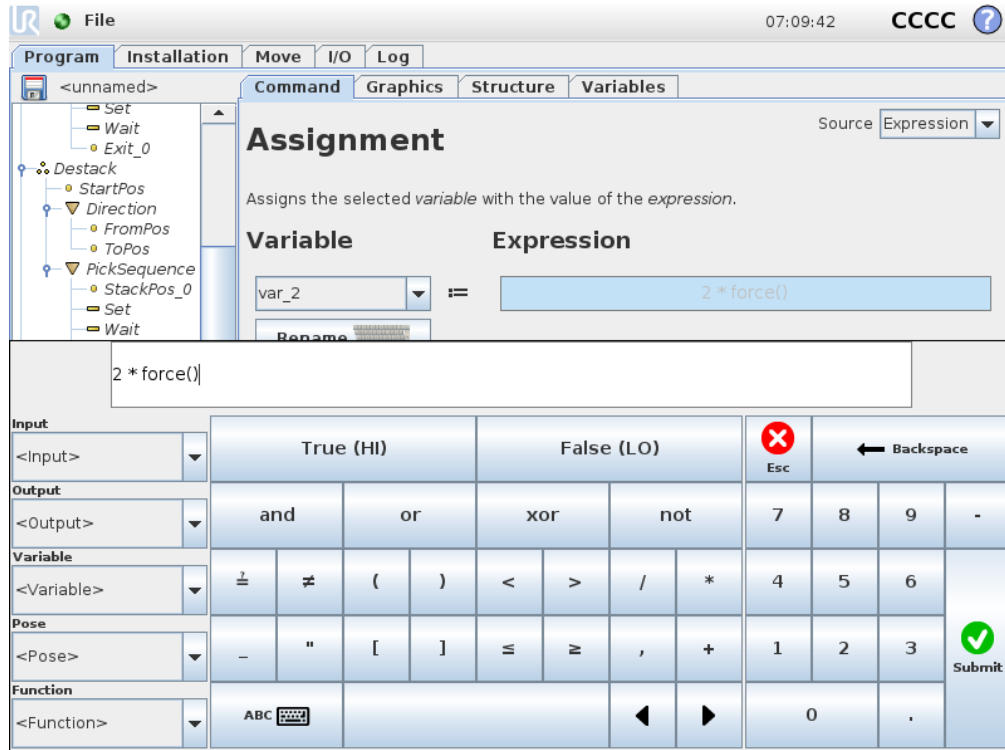 UR File 07:09:42 CCCC ?
Program Installation Move I/O Log
<unnamed> Command Graphics Structure Variables
Set
Wait
Exit_0
Destack
StartPos
Direction
FromPos
ToPos
PickSequence
StackPos_0
Set
Wait
Source Expression
Assignment
Assigns the selected variable with the value of the expression.
Variable Expression
var_2 := 2 * force()
Rename
2 * force()
Input
<Input> True (HI) False (LO) Esc Backspace
Output
<Output> and or xor not 7 8 9 -
Variable
<Variable> ≟ ≠ ( ) < > / * 4 5 6
Pose
<Pose> _ " [ ] ≤ ≥ , + 1 2 3 Submit
Function
<Function> ABC 0 .